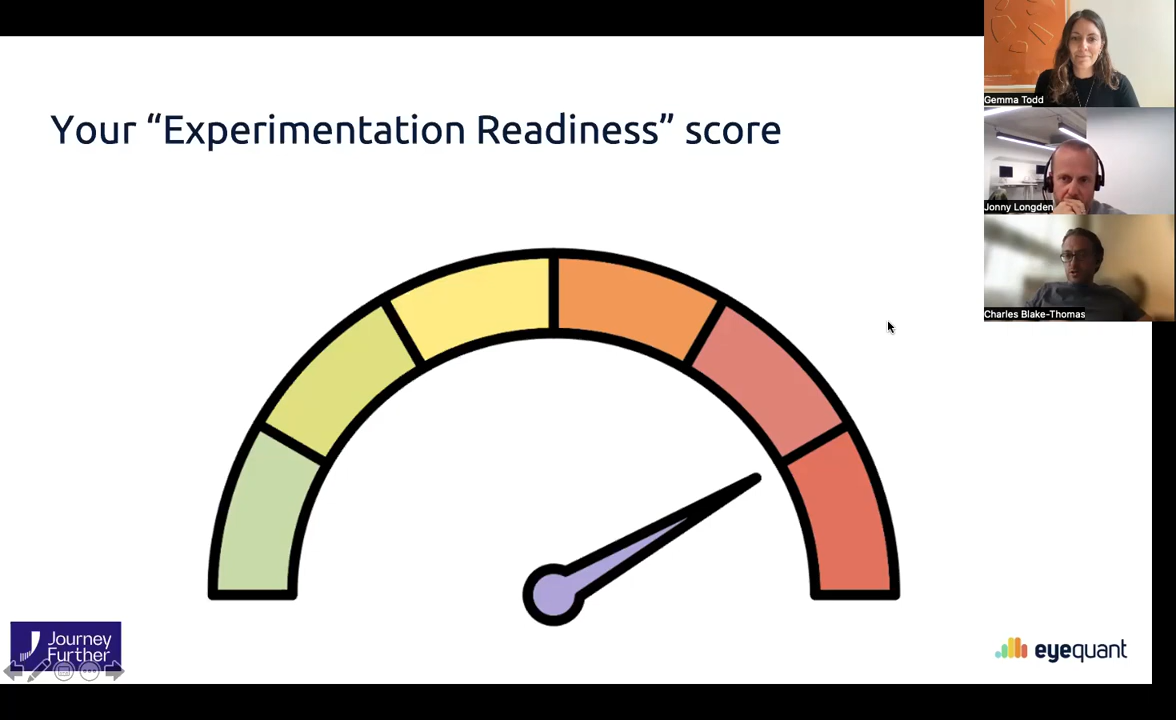 Your “Experimentation Readiness” score
Gemma Todd
Jonny Longden
Charles Blake-Thomas
Journey
Further
eyequant